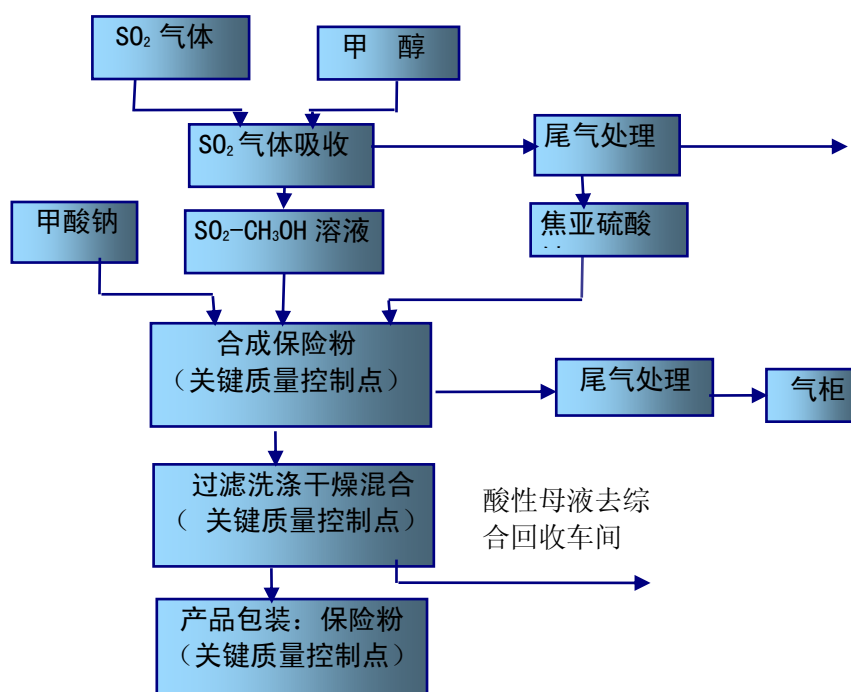 SO₂ 气体
甲 醇
SO₂ 气体吸收
尾气处理
甲酸钠
SO₂-CH₃OH 溶液
焦亚硫酸
合成保险粉
(关键质量控制点)
尾气处理
气柜
过滤洗涤干燥混合
( 关键质量控制点)
酸性母液去综
合回收车间
产品包装: 保险粉
(关键质量控制点)